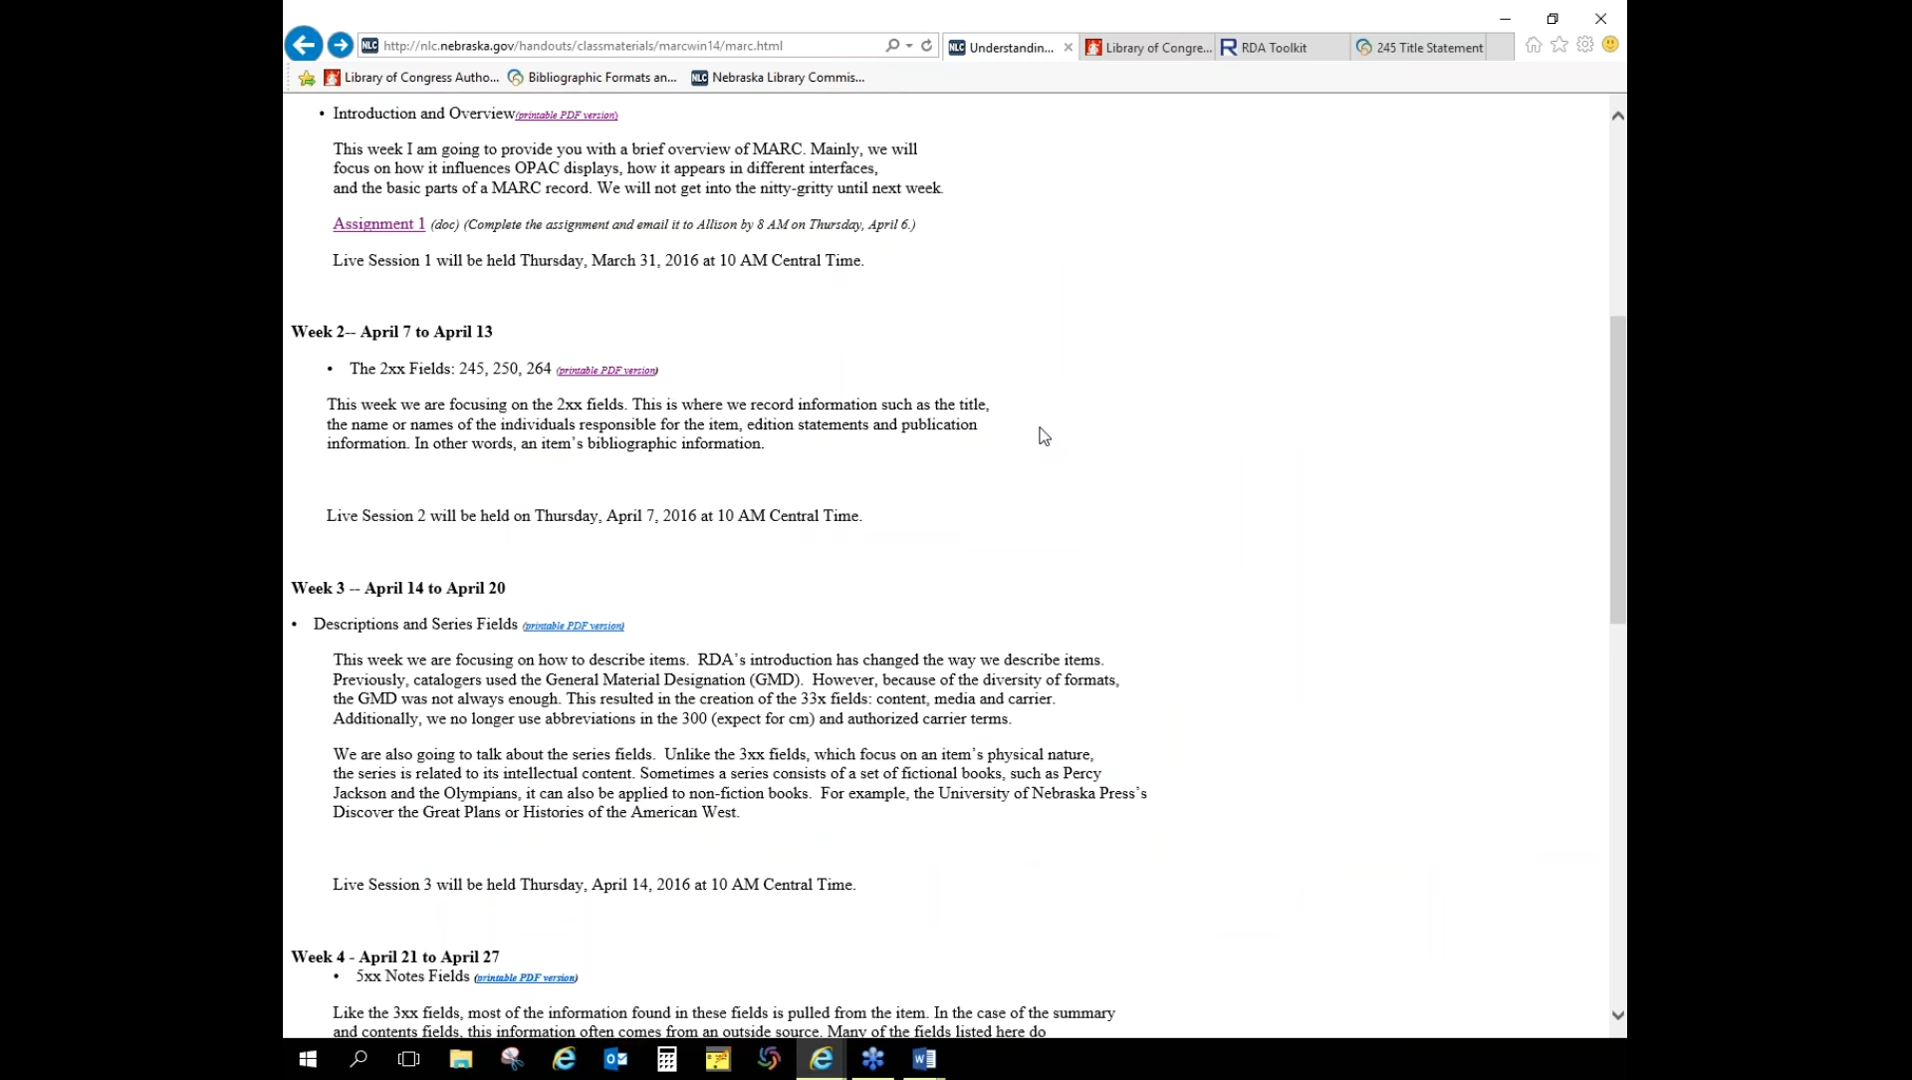 http://nlc.nebraska.gov/handouts/classmaterials/marcwin14/marc.html
Understandin...
Library of Congre...
RDA Toolkit
245 Title Statement
Library of Congress Autho...
Bibliographic Formats an...
Nebraska Library Commis...
• Introduction and Overview(printable PDF version)
This week I am going to provide you with a brief overview of MARC. Mainly, we will
focus on how it influences OPAC displays, how it appears in different interfaces,
and the basic parts of a MARC record. We will not get into the nitty-gritty until next week.
Assignment 1 (doc) (Complete the assignment and email it to Allison by 8 AM on Thursday, April 6.)
Live Session 1 will be held Thursday, March 31, 2016 at 10 AM Central Time.
Week 2-- April 7 to April 13
• The 2xx Fields: 245, 250, 264 (printable PDF version)
This week we are focusing on the 2xx fields. This is where we record information such as the title,
the name or names of the individuals responsible for the item, edition statements and publication
information. In other words, an item's bibliographic information.
Live Session 2 will be held on Thursday, April 7, 2016 at 10 AM Central Time.
Week 3 -- April 14 to April 20
• Descriptions and Series Fields (printable PDF version)
This week we are focusing on how to describe items. RDA's introduction has changed the way we describe items.
Previously, catalogers used the General Material Designation (GMD). However, because of the diversity of formats,
the GMD was not always enough. This resulted in the creation of the 33x fields: content, media and carrier.
Additionally, we no longer use abbreviations in the 300 (expect for cm) and authorized carrier terms.
We are also going to talk about the series fields. Unlike the 3xx fields, which focus on an item's physical nature,
the series is related to its intellectual content. Sometimes a series consists of a set of fictional books, such as Percy
Jackson and the Olympians, it can also be applied to non-fiction books. For example, the University of Nebraska Press's
Discover the Great Plans or Histories of the American West.
Live Session 3 will be held Thursday, April 14, 2016 at 10 AM Central Time.
Week 4 - April 21 to April 27
• 5xx Notes Fields (printable PDF version)
Like the 3xx fields, most of the information found in these fields is pulled from the item. In the case of the summary
and contents fields, this information often comes from an outside source. Many of the fields listed here do